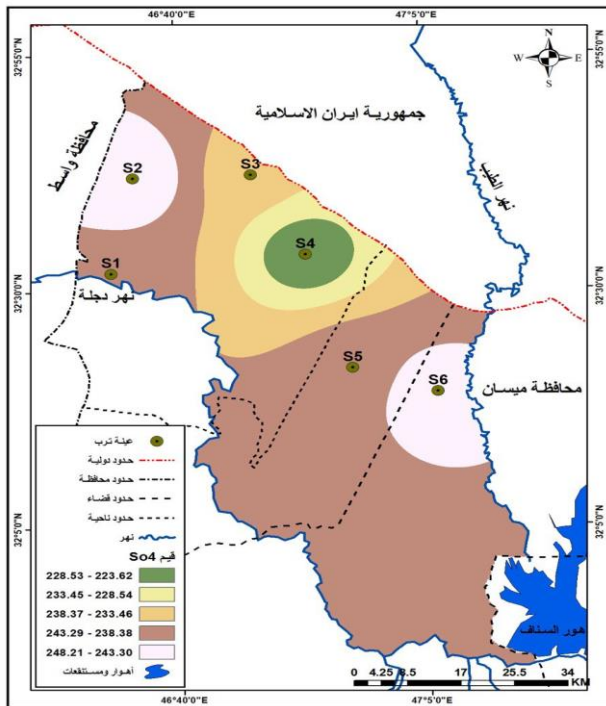 46°40'0"E
47°5'0"E
32°55'0"N
32°55'0"N
N
W
E
S
جمهورية ايران الاسلامية
محافظة واسط
نهر الطيب
S2
S3
S4
S1
32°30'0"N
32°30'0"N
نهر دجلة
S5
S6
محافظة ميسان
عينة ترب
حدود دولية
حدود محافظة
حدود قضاء
حدود ناحية
نهر
قيم So4
228.53 - 223.62
233.45 - 228.54
238.37 - 233.46
243.29 - 238.38
248.21 - 243.30
أهوار ومستنقعات
32°5'0"N
32°5'0"N
هور السناف
0 4.25 8.5 17 25.5 34
KM
46°40'0"E
47°5'0"E